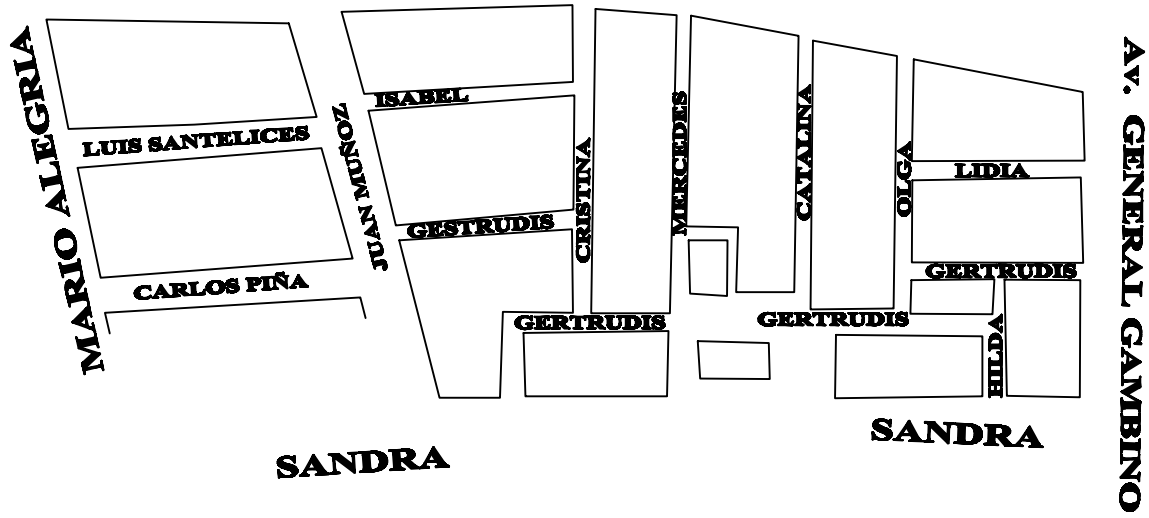 MARIO ALEGRIA
LUIS SANTELICES
CARLOS PIÑA
JUAN MUÑOZ
ISABEL
GESTRUDIS
CRISTINA
GERTRUDIS
MERCEDES
CATALINA
GERTRUDIS
OLGA
LIDIA
GERTRUDIS
HILDA
SANDRA
SANDRA
Av. GENERAL GAMBINO